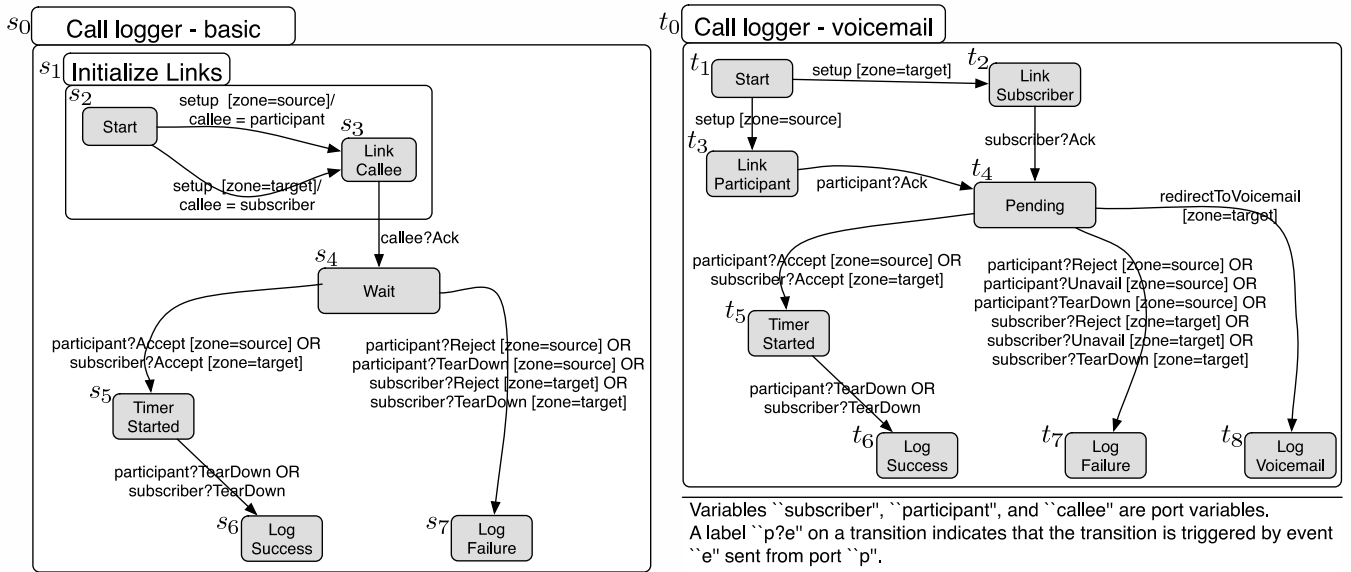 s0 Call logger - basic
s1 Initialize Links
s2
Start
setup [zone=source]/
callee = participant
s3
Link
Callee
setup [zone=target]/
callee = subscriber
callee?Ack
s4
Wait
participant?Accept [zone=source] OR
subscriber?Accept [zone=target]
participant?Reject [zone=source] OR
participant?TearDown [zone=source] OR
subscriber?Reject [zone=target] OR
subscriber?TearDown [zone=target]
s5
Timer
Started
participant?TearDown OR
subscriber?TearDown
s6
Log
Success
s7
Log
Failure
t0 Call logger - voicemail
t1
Start
setup [zone=target]
t2
Link
Subscriber
setup [zone=source]
subscriber?Ack
t3
Link
Participant
participant?Ack
t4
Pending
redirectToVoicemail
[zone=target]
participant?Accept [zone=source] OR
subscriber?Accept [zone=target]
participant?Reject [zone=source] OR
participant?Unavail [zone=source] OR
participant?TearDown [zone=source] OR
subscriber?Reject [zone=target] OR
subscriber?Unavail [zone=target] OR
subscriber?TearDown [zone=target]
t5
Timer
Started
participant?TearDown OR
subscriber?TearDown
t6
Log
Success
t7
Log
Failure
t8
Log
Voicemail
Variables ``subscriber", ``participant", and ``callee" are port variables.
A label ``p?e" on a transition indicates that the transition is triggered by event
``e" sent from port ``p".